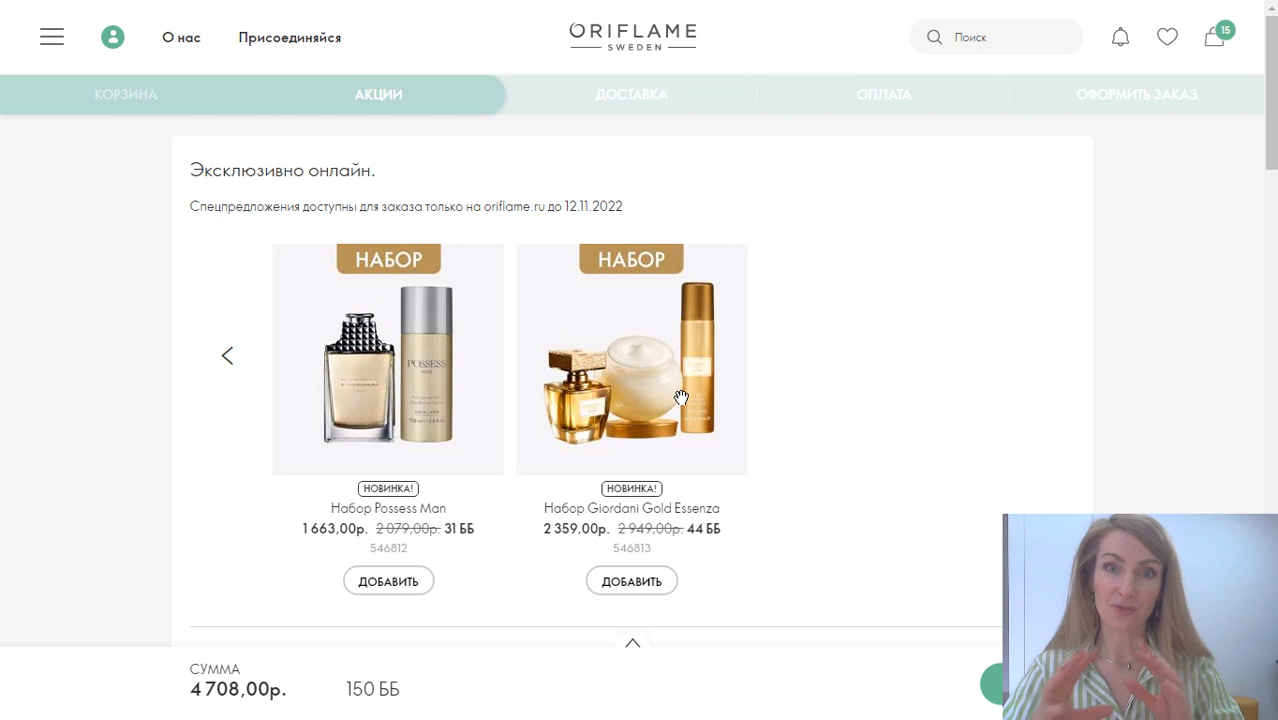 О нас
Присоединяйся
ORIFLAME
SWEDEN
Поиск
15
КОРЗИНА
АКЦИИ
ДОСТАВКА
ОПЛАТА
ОФОРМИТЬ ЗАКАЗ
Эксклюзивно онлайн.
Спецпредложения доступны для заказа только на oriflame.ru до 12.11.2022
НАБОР
НАБОР
POSSESS
MAN
НОВИНКА!
НОВИНКА!
Набор Possess Man
Набор Giordani Gold Essenza
1 663,00р. 2 079,00р. 31 ББ
2 359,00р. 2 949,00р. 44 ББ
546812
546813
ДОБАВИТЬ
ДОБАВИТЬ
СУММА
4 708,00р.
150 ББ